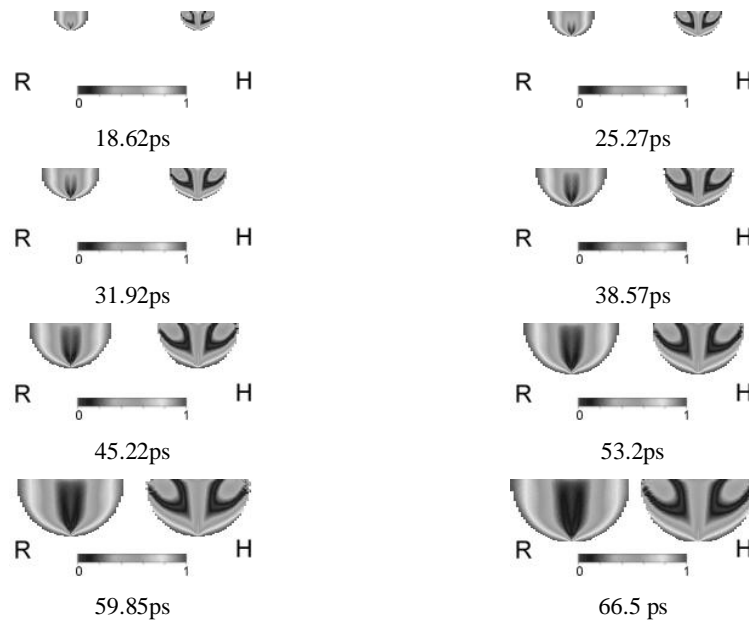 R H R H
0 1 0 1
18.62ps 25.27ps
R H R H
0 1 0 1
31.92ps 38.57ps
R H R H
0 1 0 1
45.22ps 53.2ps
R H R H
0 1 0 1
59.85ps 66.5 ps